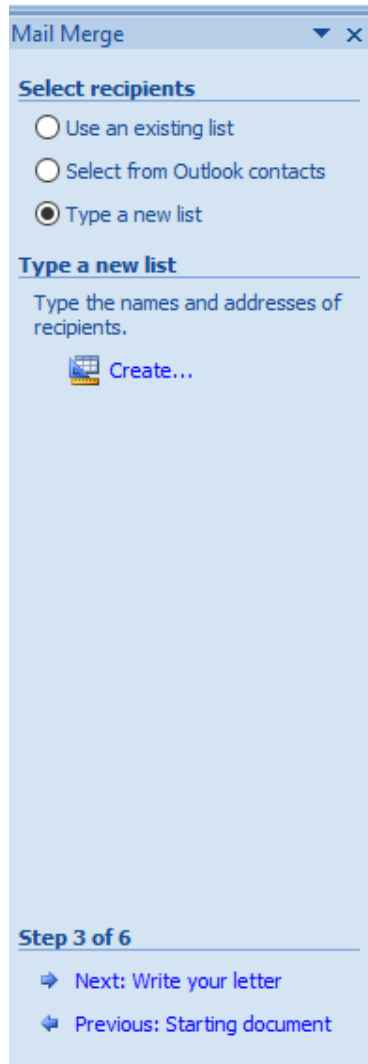 Mail Merge
Select recipients
Use an existing list
Select from Outlook contacts
Type a new list
Type a new list
Type the names and addresses of
recipients.
Create...
Step 3 of 6
Next: Write your letter
Previous: Starting document